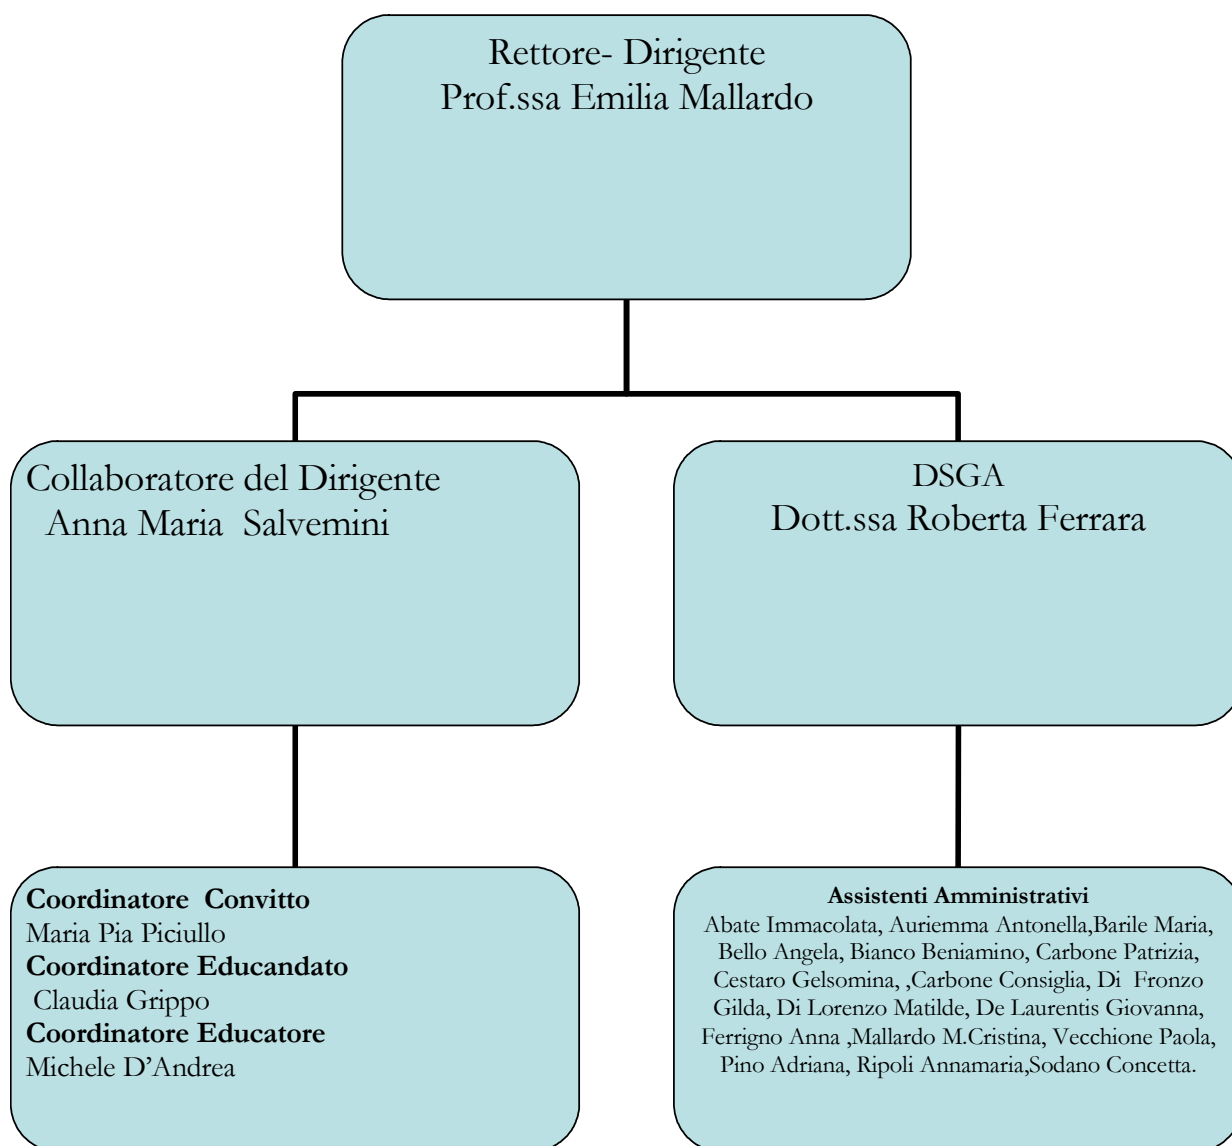 Rettore- Dirigente
Prof.ssa Emilia Mallardo
Collaboratore del Dirigente
Anna Maria  Salvemini
DSGA
Dott.ssa Roberta Ferrara
Coordinatore  Convitto
Maria Pia Piciullo
Coordinatore Educandato
Claudia Grippo
Coordinatore Educatore
Michele D’Andrea
Assistenti Amministrativi
Abate Immacolata, Auriemma Antonella,Barile Maria,
Bello Angela, Bianco Beniamino, Carbone Patrizia,
Cestaro Gelsomina, ,Carbone Consiglia, Di  Fronzo
Gilda, Di Lorenzo Matilde, De Laurentis Giovanna,
Ferrigno Anna ,Mallardo M.Cristina, Vecchione Paola,
Pino Adriana, Ripoli Annamaria,Sodano Concetta.